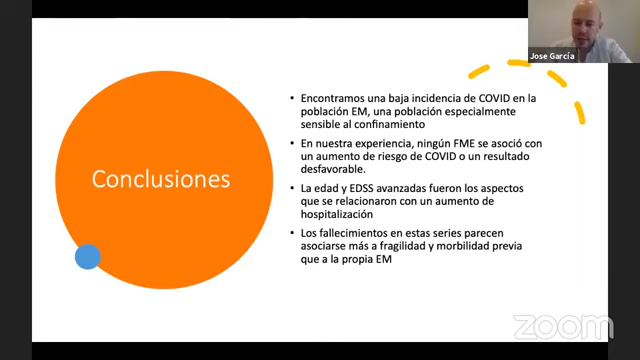 Jose García
Conclusiones
• Encontramos una baja incidencia de COVID en la
población EM, una población especialmente
sensible al confinamiento
• En nuestra experiencia, ningún FME se asoció con
un aumento de riesgo de COVID o un resultado
desfavorable.
• La edad y EDSS avanzadas fueron los aspectos
que se relacionaron con un aumento de
hospitalización
• Los fallecimientos en estas series parecen
asociarse más a fragilidad y morbilidad previa
que a la propia EM
zoom